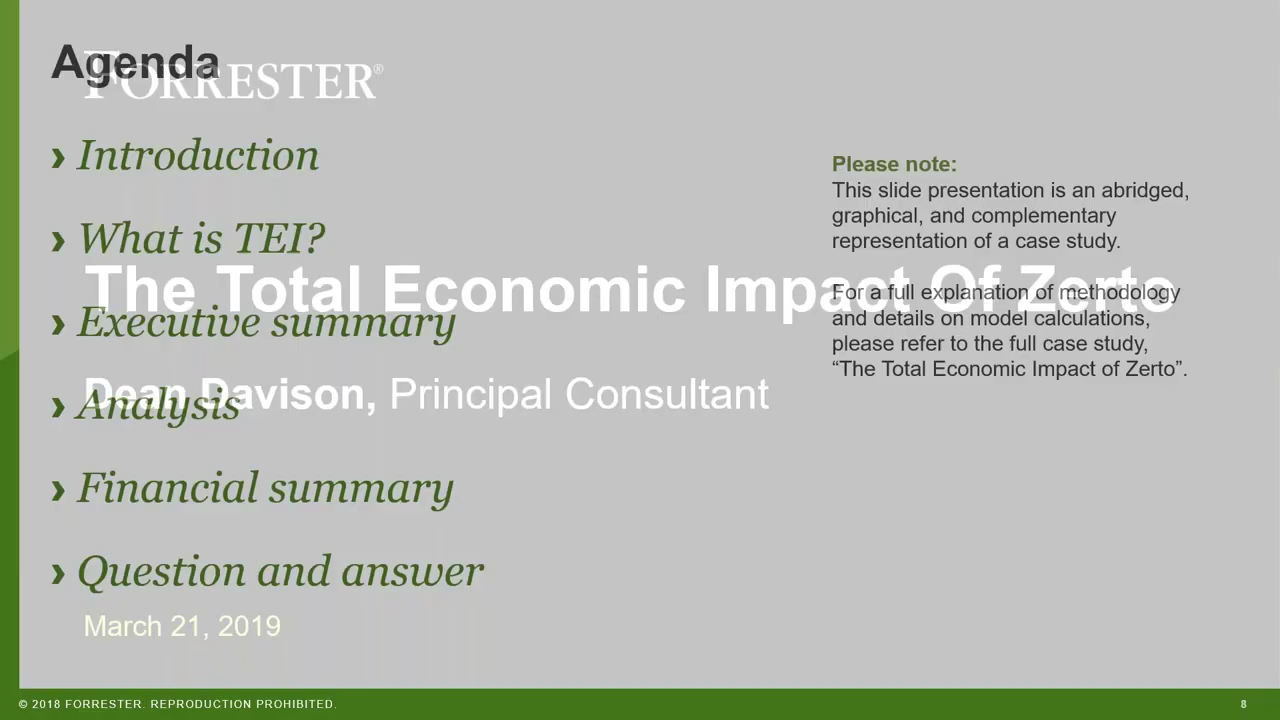 Agenda
FORRESTER®
› Introduction
› What is TEI?
› Executive summary
› Analysis
› Financial summary
› Question and answer
Please note:
This slide presentation is an abridged,
graphical, and complementary
representation of a case study.
For a full explanation of methodology
and details on model calculations,
please refer to the full case study,
“The Total Economic Impact of Zerto”.
The Total Economic Impact Of Zerto
Dean Davison, Principal Consultant
March 21, 2019
© 2018 FORRESTER. REPRODUCTION PROHIBITED.
8